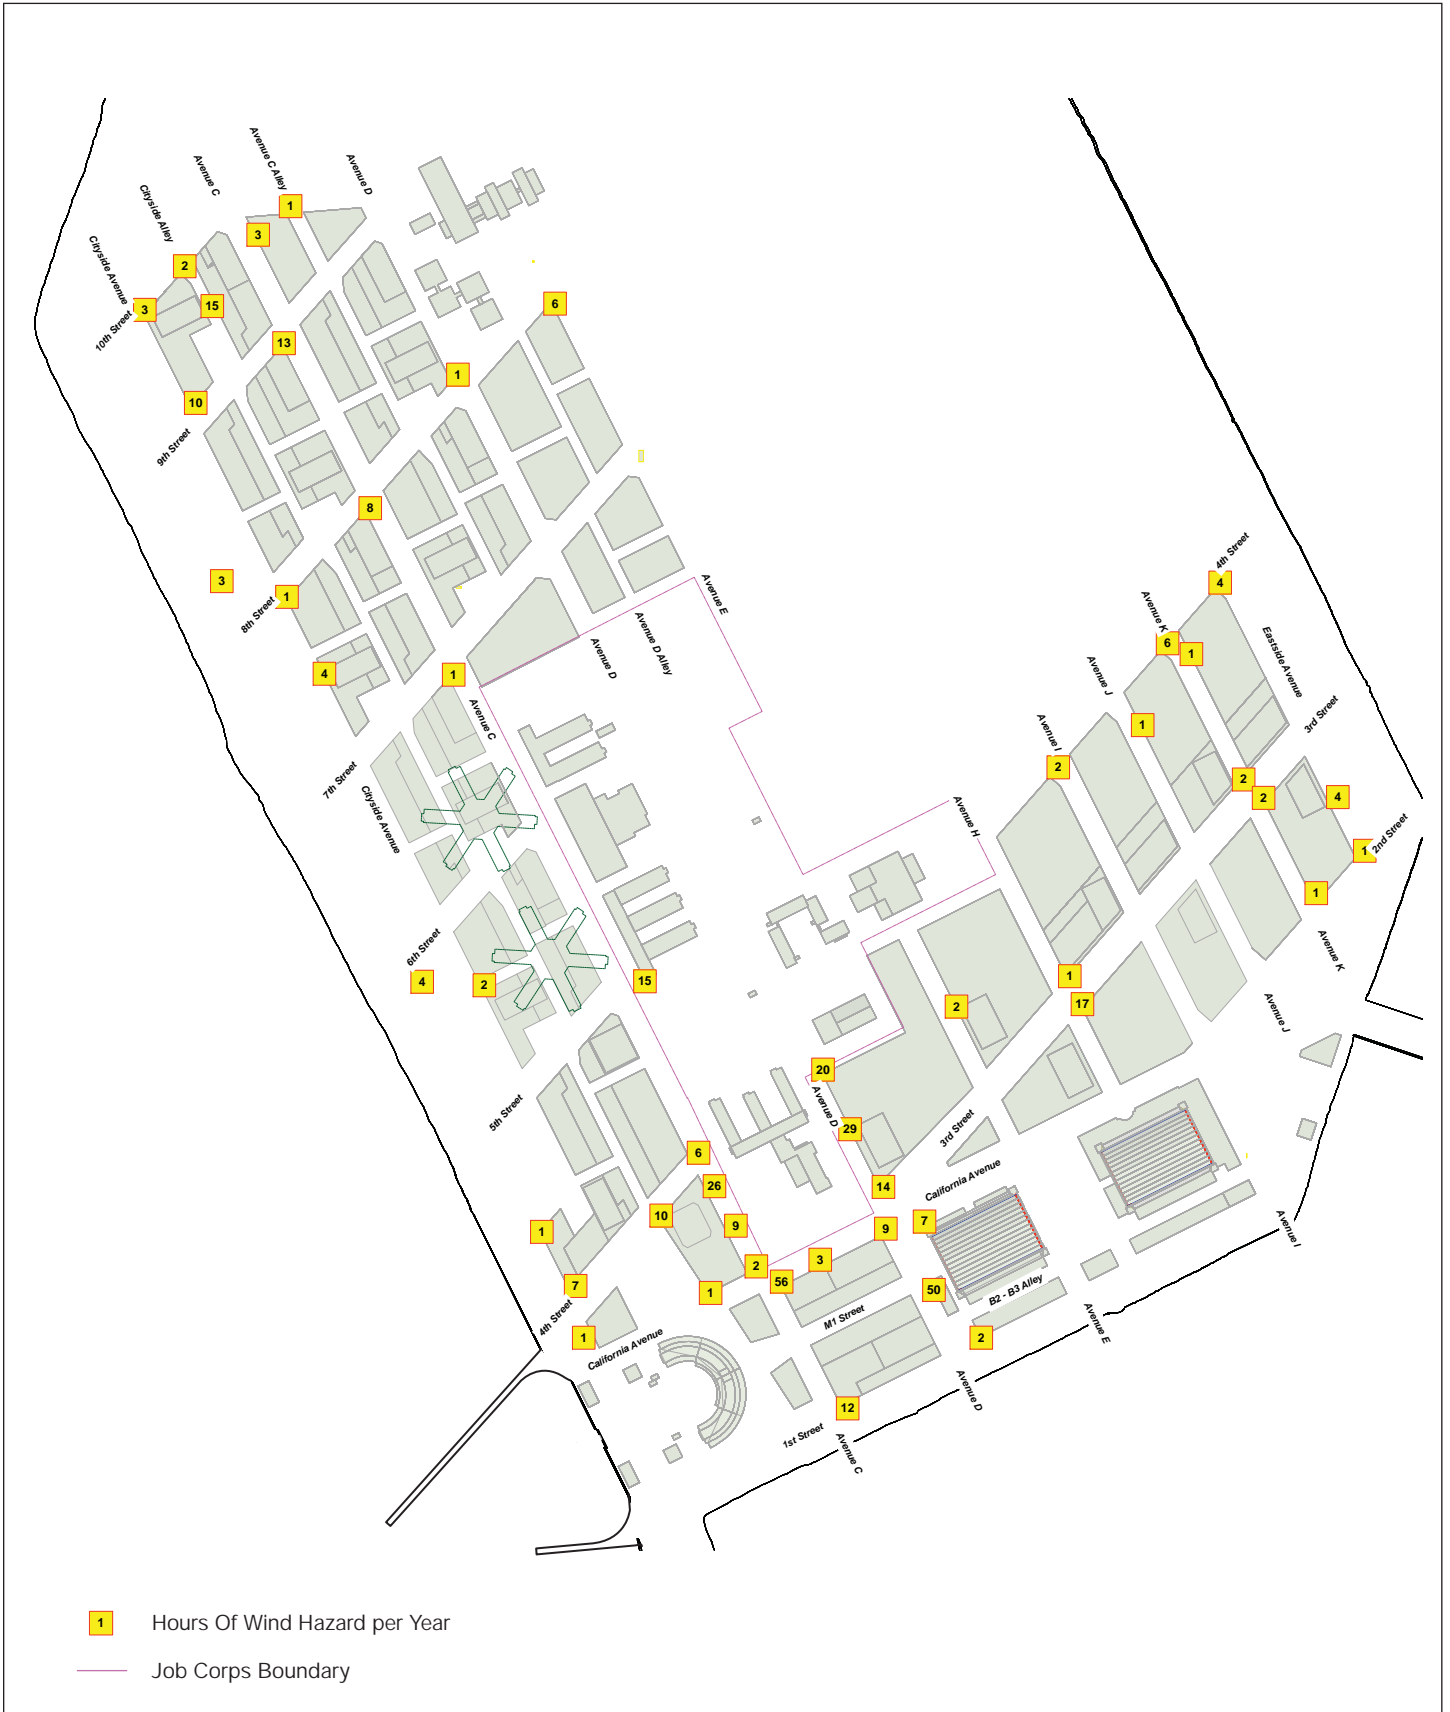 Avenue C Alley
Avenue C
Avenue D
Cityside Alley
Cityside Avenue
10th Street
1
3
2
3
15
6
13
1
10
9th Street
8
3
1
8th Street
4
1
Avenue E
Avenue D Alley
Avenue D
Avenue C
4th Street
4
Avenue K
6
1
Eastside Avenue
Avenue J
3rd Street
1
Avenue I
2
2
2
4
1
2nd Street
1
7th Street
Cityside Avenue
Avenue H
6th Street
4
2
15
Avenue K
1
2
17
Avenue J
5th Street
20
Avenue D
29
3rd Street
6
26
14
California Avenue
10
9
7
9
Avenue I
1
2
3
56
7
1
50
B2 - B3 Alley
4th Street
M1 Street
Avenue E
1
California Avenue
2
Avenue D
12
1st Street
Avenue C
1
Hours Of Wind Hazard per Year
Job Corps Boundary